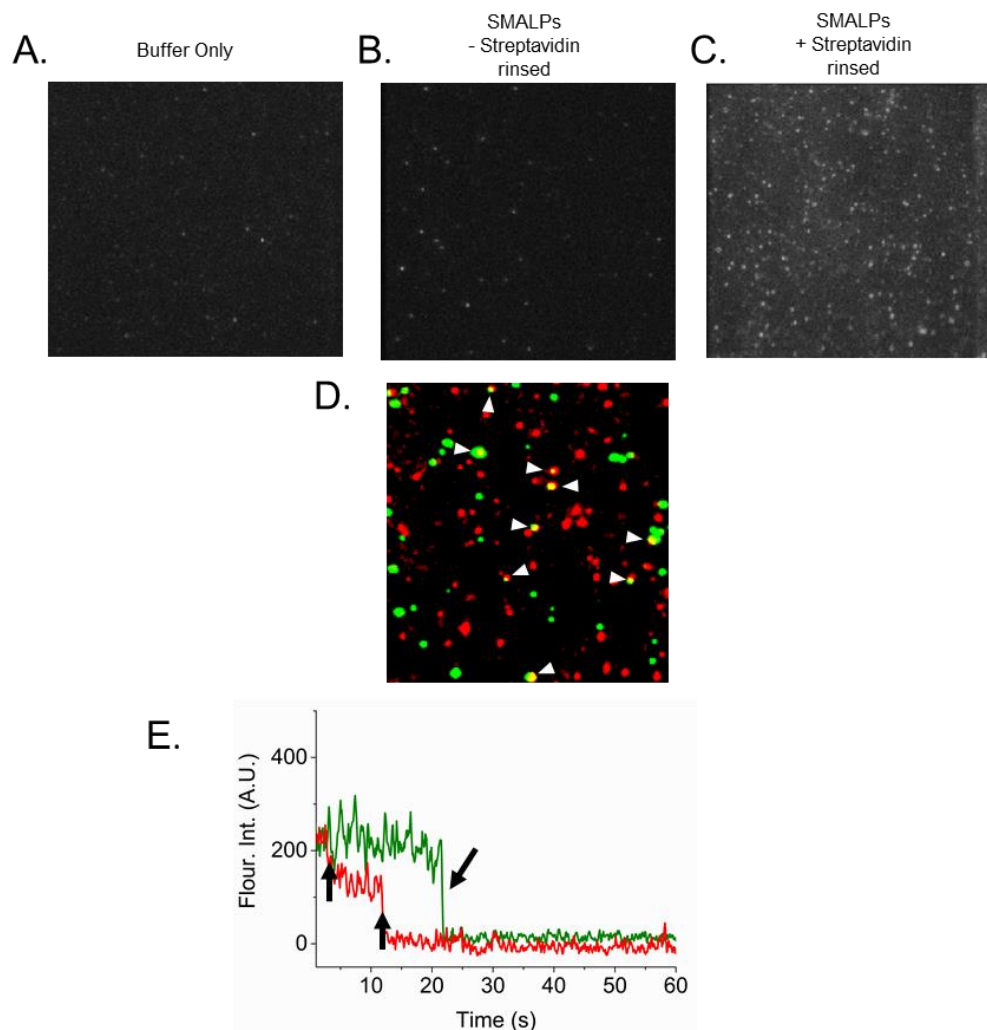 A.
Buffer Only
B.
SMALPs
- Streptavidin
rinsed
C.
SMALPs
+ Streptavidin
rinsed
D.
E.
Flour. Int. (A.U.)
400
200
0
10
20
30
40
50
60
Time (s)